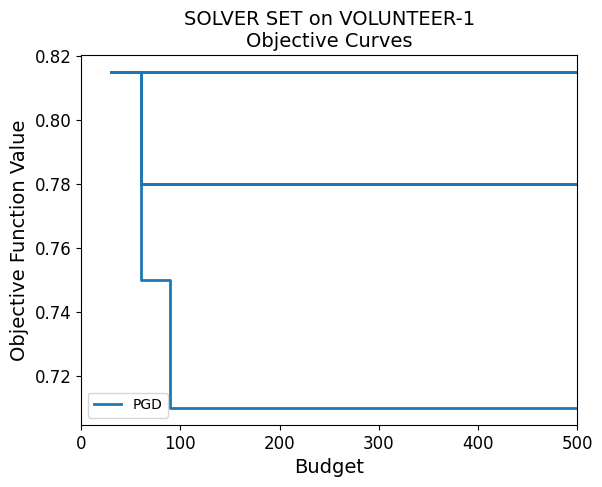 SOLVER SET on VOLUNTEER-1
Objective Curves
Objective Function Value
0.82
0.80
0.78
0.76
0.74
0.72
PGD
0 100 200 300 400 500
Budget